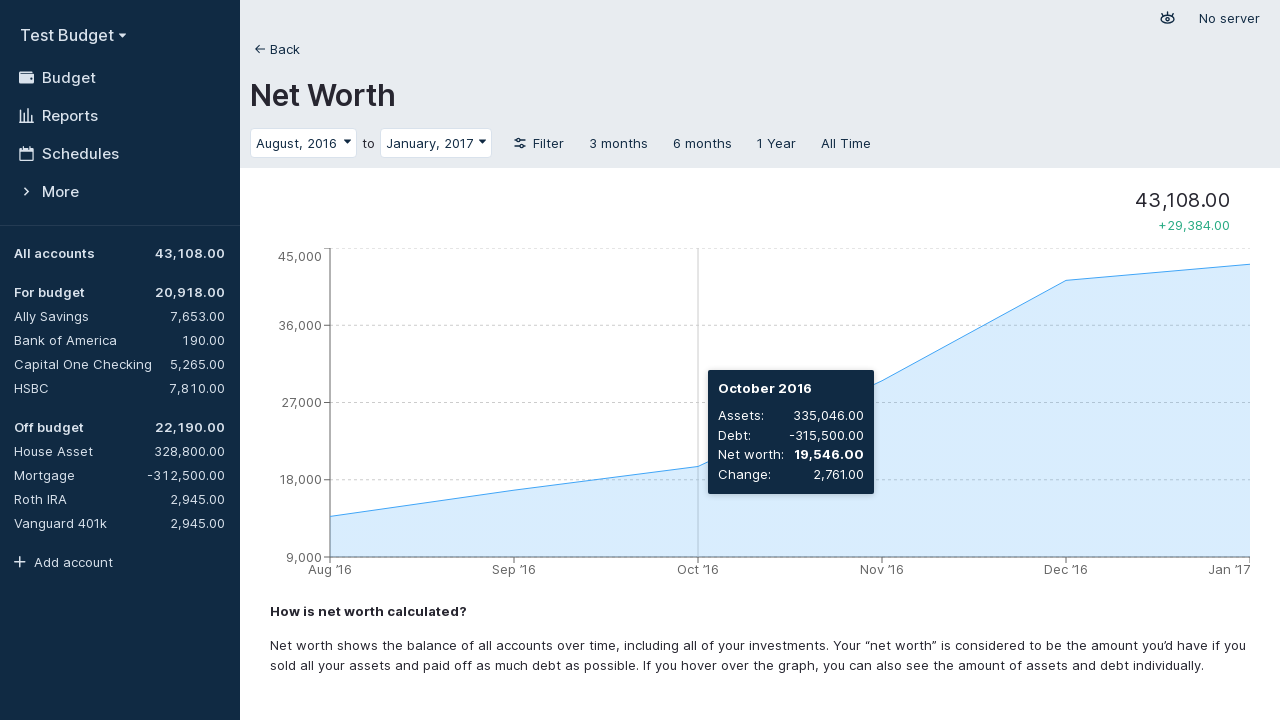 Test Budget
Budget
Reports
Schedules
More
All accounts 43,108.00
For budget 20,918.00
Ally Savings 7,653.00
Bank of America 190.00
Capital One Checking 5,265.00
HSBC 7,810.00
Off budget 22,190.00
House Asset 328,800.00
Mortgage -312,500.00
Roth IRA 2,945.00
Vanguard 401k 2,945.00
Add account
No server
Back
Net Worth
August, 2016 to January, 2017 Filter 3 months 6 months 1 Year All Time
43,108.00
+29,384.00
45,000
36,000
27,000
18,000
9,000
Aug ’16 Sep ’16 Oct ’16 Nov ’16 Dec ’16 Jan ’17
October 2016
Assets: 335,046.00
Debt: -315,500.00
Net worth: 19,546.00
Change: 2,761.00
How is net worth calculated?
Net worth shows the balance of all accounts over time, including all of your investments. Your “net worth” is considered to be the amount you’d have if you
sold all your assets and paid off as much debt as possible. If you hover over the graph, you can also see the amount of assets and debt individually.